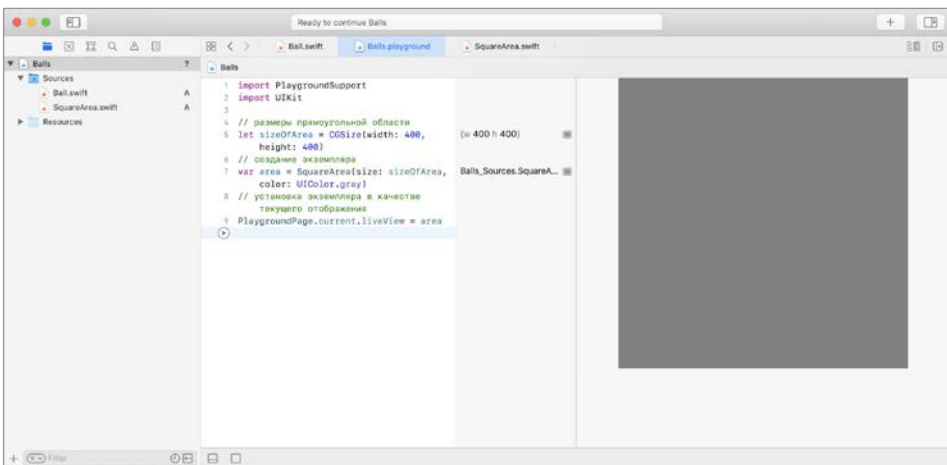 Ready to continue Balls
Ball.swift
Balls.playground
SquareArea.swift
Balls
?
Sources
Ball.swift
A
SquareArea.swift
A
Resources
Balls
1 import PlaygroundSupport
2 import UIKit
3
4 // размеры прямоугольной области
5 let sizeOfArea = CGSize(width: 400,
height: 400)
(w 400 h 400)
6 // создание экземпляра
7 var area = SquareArea(size: sizeOfArea,
color: UIColor.gray)
Balls_Sources.SquareA...
8 // установка экземпляра в качестве
текущего отображения
9 PlaygroundPage.current.liveView = area
Filter